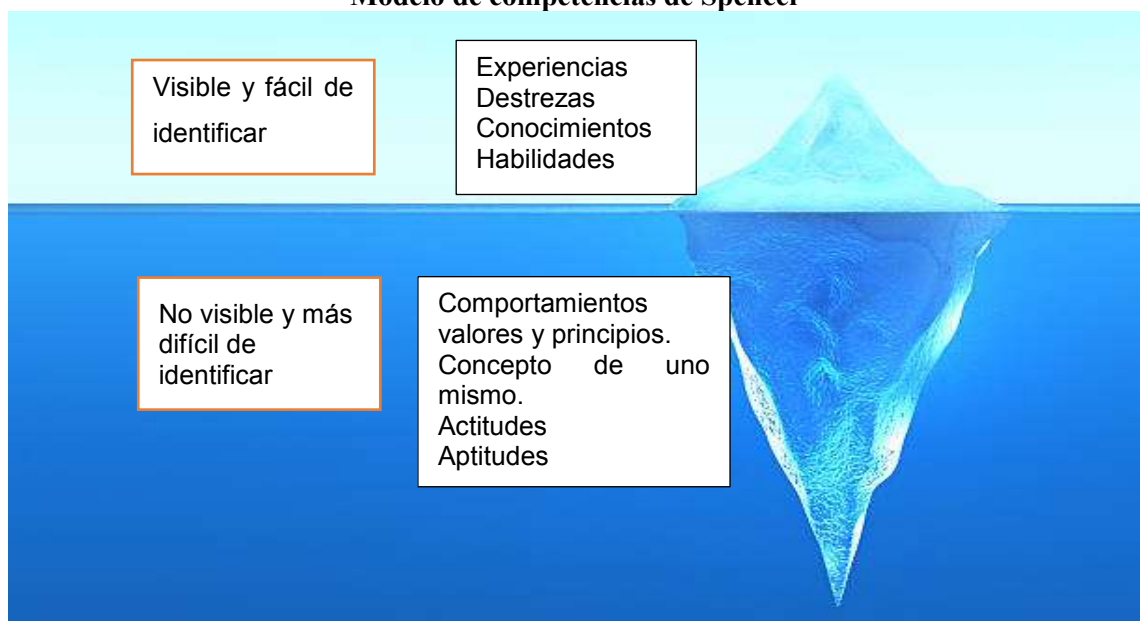 Modelo de competencias de Spencer
Visible y fácil de
identificar
Experiencias
Destrezas
Conocimientos
Habilidades
No visible y más
difícil de
identificar
Comportamientos
valores y principios.
Concepto de uno
mismo.
Actitudes
Aptitudes